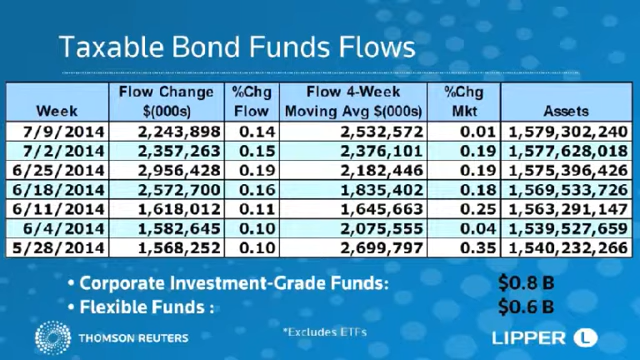 Taxable Bond Funds Flows
Week Flow Change $(000s) %Chg Flow Flow 4-Week Moving Avg $(000s) %Chg Mkt Assets
7/9/2014 2,243,898 0.14 2,532,572 0.01 1,579,302,240
7/2/2014 2,357,263 0.15 2,376,101 0.19 1,577,628,018
6/25/2014 2,956,428 0.19 2,182,446 0.19 1,575,396,426
6/18/2014 2,572,700 0.16 1,835,402 0.18 1,569,533,726
6/11/2014 1,618,012 0.11 1,645,663 0.25 1,563,291,147
6/4/2014 1,582,645 0.10 2,075,555 0.04 1,539,527,659
5/28/2014 1,568,252 0.10 2,699,797 0.35 1,540,232,266
• Corporate Investment-Grade Funds: $0.8 B
• Flexible Funds : $0.6 B
THOMSON REUTERS *Excludes ETFs LIPPER L